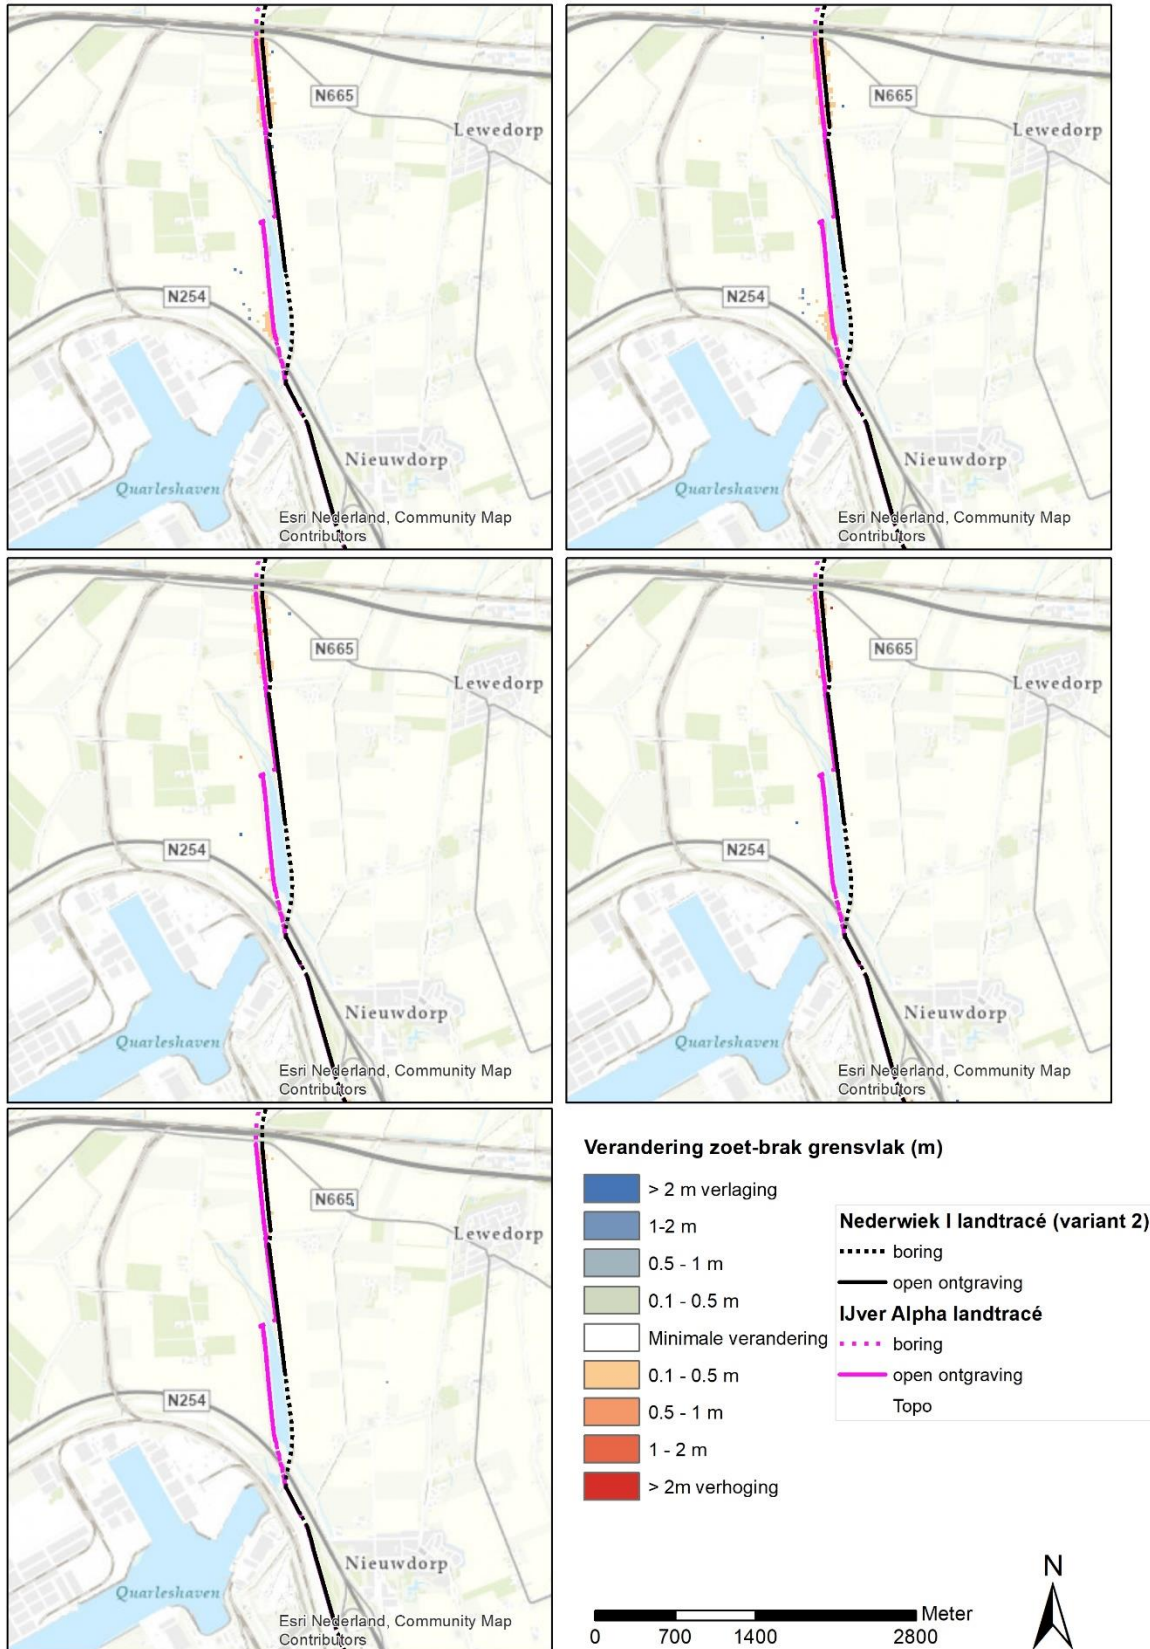 N665
Lewedorp
N254
Nieuwdorp
Quarleshaven
Esri Nederland, Community Map
Contributors
N665
Lewedorp
N254
Nieuwdorp
Quarleshaven
Esri Nederland, Community Map
Contributors
N665
Lewedorp
N254
Nieuwdorp
Quarleshaven
Esri Nederland, Community Map
Contributors
N665
Lewedorp
N254
Nieuwdorp
Quarleshaven
Esri Nederland, Community Map
Contributors
N665
Lewedorp
N254
Nieuwdorp
Quarleshaven
Esri Nederland, Community Map
Contributors
Verandering zoet-brak grensvlak (m)
> 2 m verlaging
1-2 m
0.5 - 1 m
0.1 - 0.5 m
Minimale verandering
0.1 - 0.5 m
0.5 - 1 m
1 - 2 m
> 2m verhoging
Nederwiek I landtracé (variant 2)
boring
open ontgraving
IJver Alpha landtracé
boring
open ontgraving
Topo
N
Meter
0 700 1400 2800